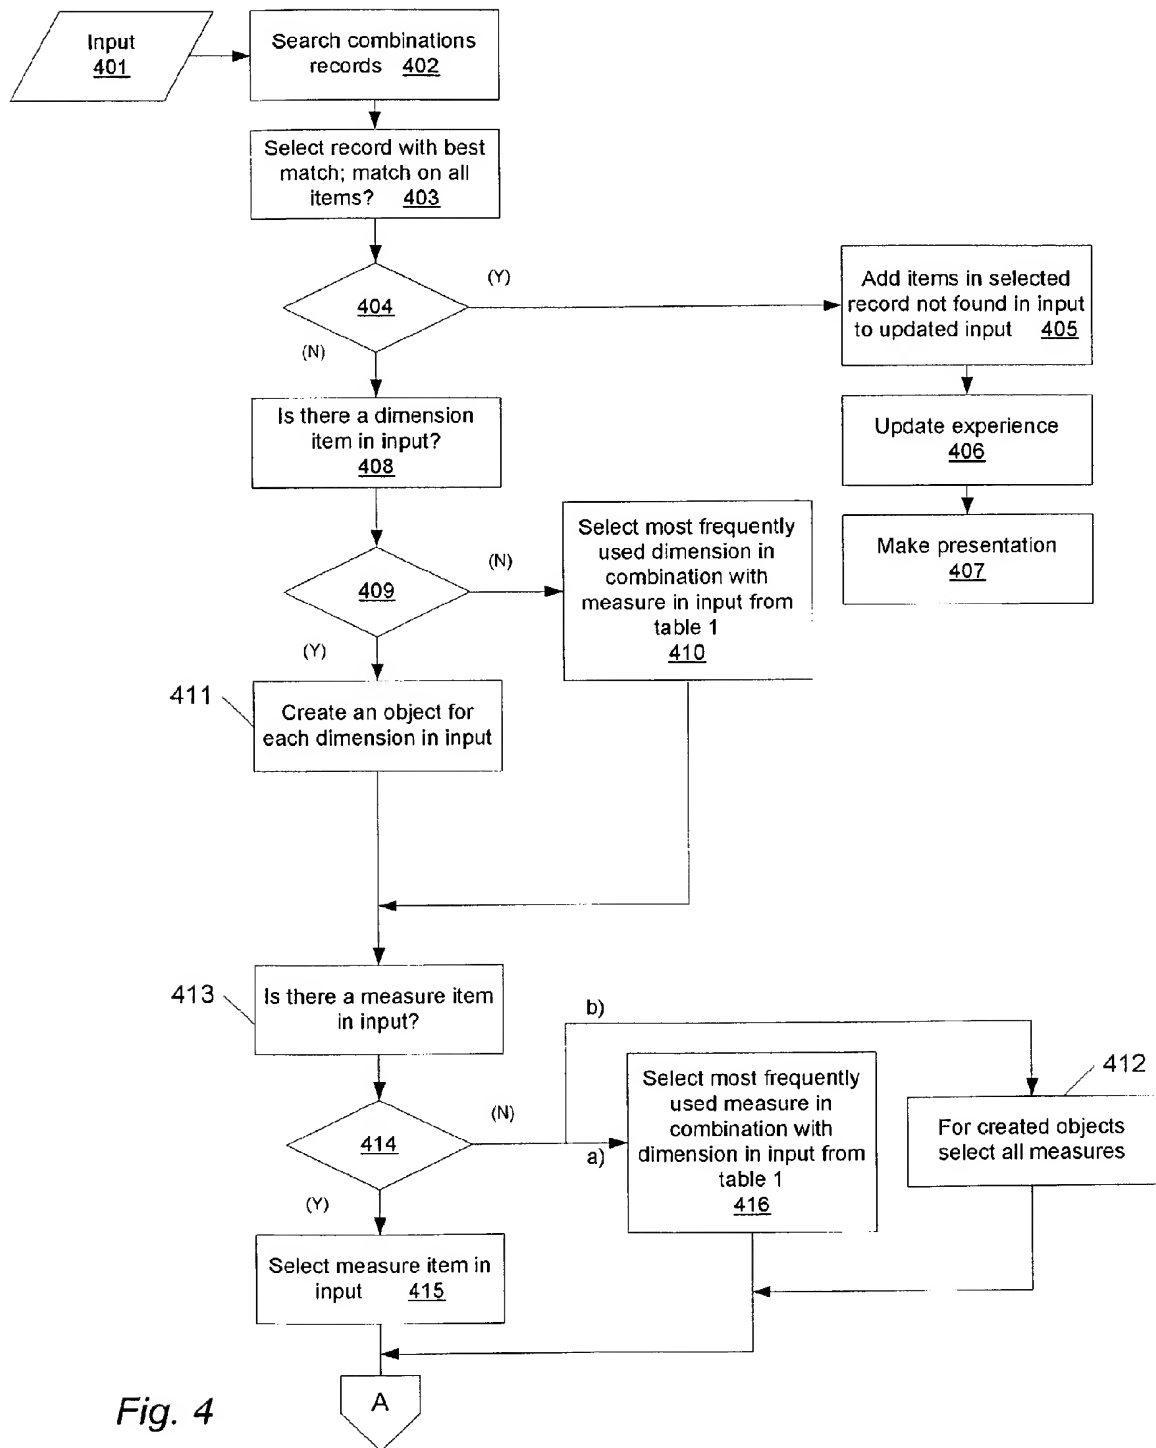 Input
401
Search combinations
records 402
Select record with best
match; match on all
items? 403
404
(Y)
(N)
Add items in selected
record not found in input
to updated input 405
Update experience
406
Make presentation
407
Is there a dimension
item in input?
408
409
(N)
(Y)
Select most frequently
used dimension in
combination with
measure in input from
table 1
410
411
Create an object for
each dimension in input
413
Is there a measure item
in input?
414
(N)
b)
a)
(Y)
Select most frequently
used measure in
combination with
dimension in input from
table 1
416
412
For created objects
select all measures
Select measure item in
input 415
A
Fig. 4